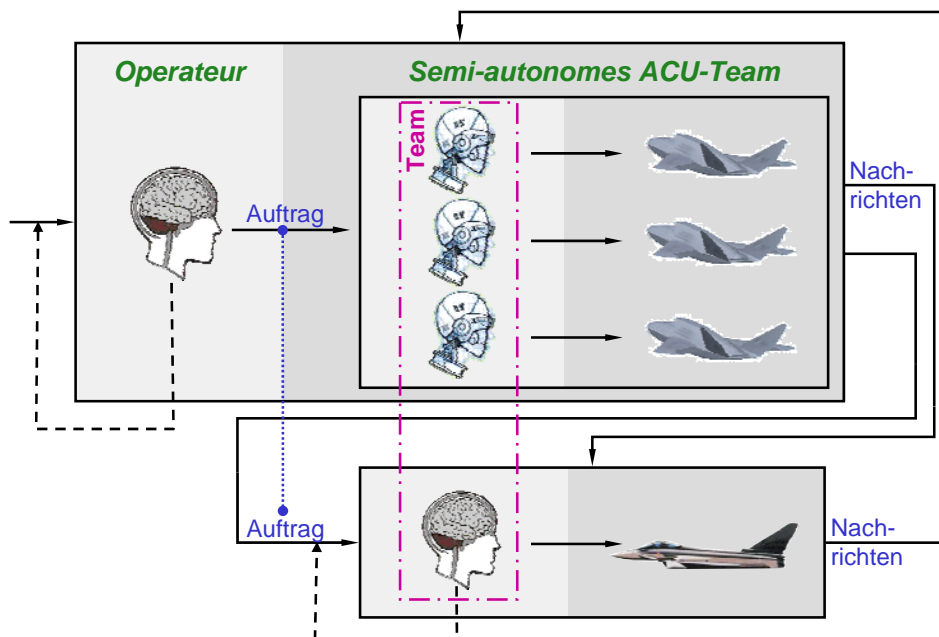 Operateur
Semi-autonomes ACU-Team
Team
Auftrag
Nach-
richten
Auftrag
Nach-
richten